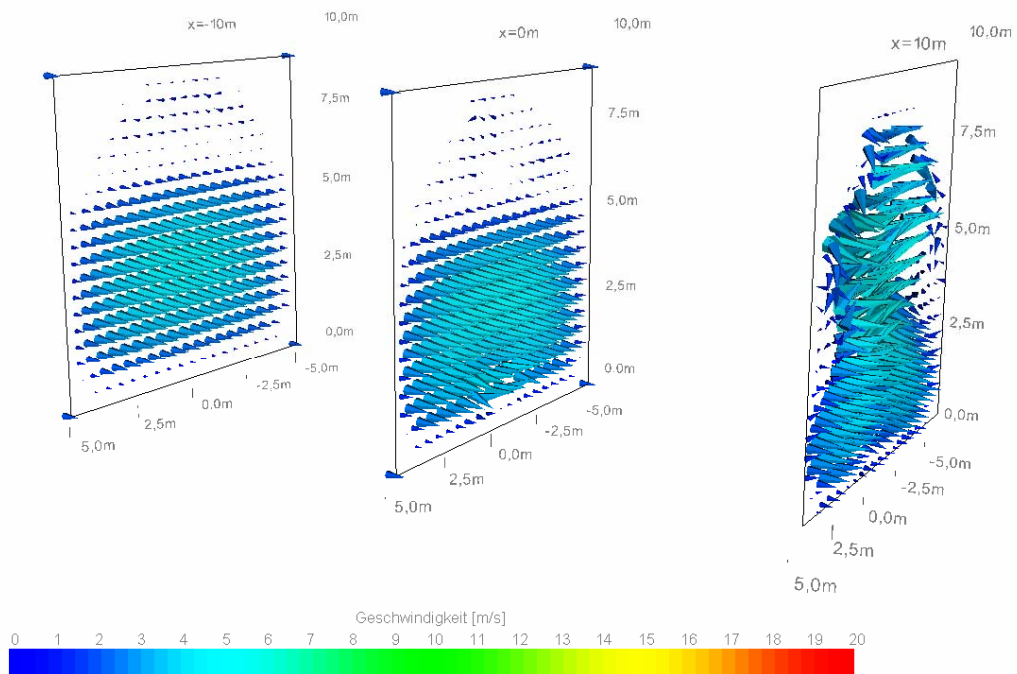 x=-10m
10,0m
7,5m
5,0m
2,5m
0,0m
-5,0m
-2,5m
0,0m
2,5m
5,0m
x=0m
10,0m
7,5m
5,0m
2,5m
0.0m
-5,0m
-2,5m
0,0m
2,5m
5,0m
x=10m
10,0m
7,5m
5,0m
2,5m
0,0m
-5,0m
-2,5m
0,0m
2,5m
5,0m
Geschwindigkeit [m/s]
0 1 2 3 4 5 6 7 8 9 10 11 12 13 14 15 16 17 18 19 20